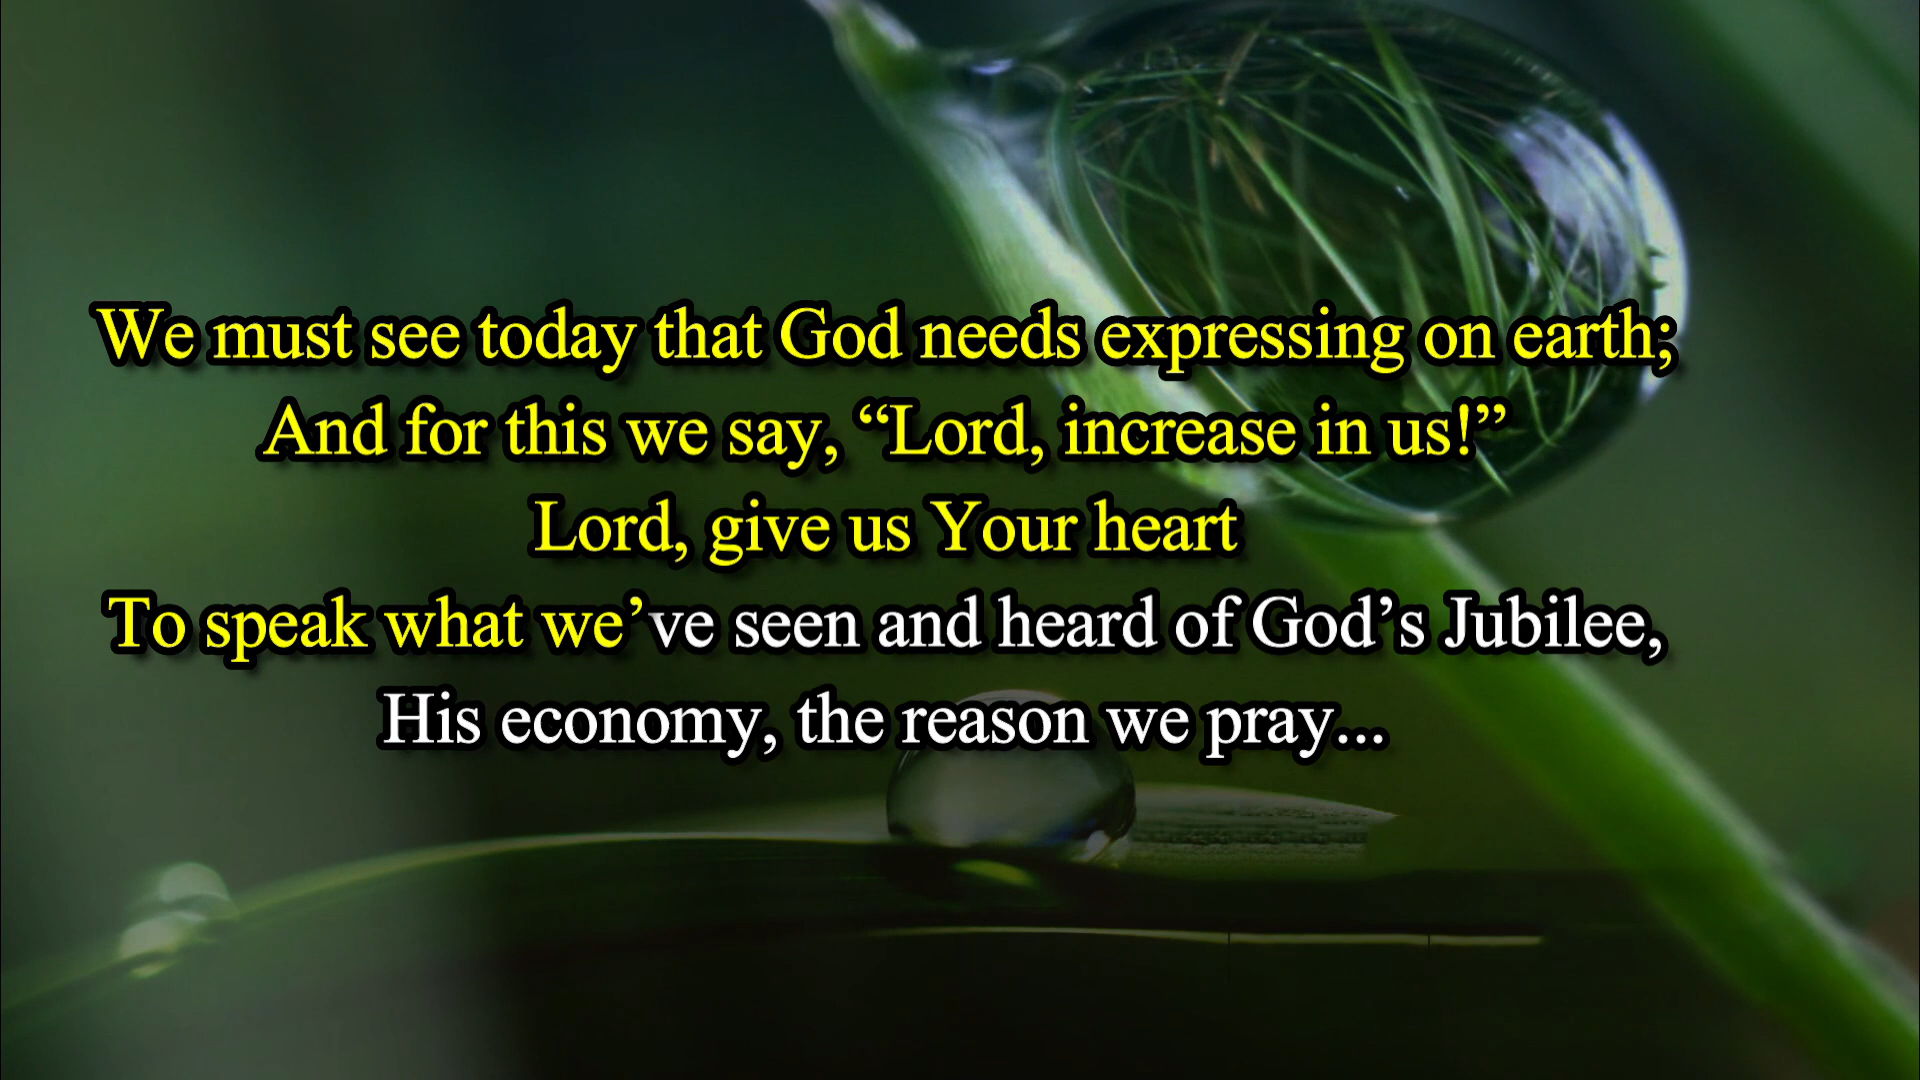 We must see today that God needs expressing on earth;
And for this we say, “Lord, increase in us!”
Lord, give us Your heart
To speak what we’ve seen and heard of God’s Jubilee,
His economy, the reason we pray...